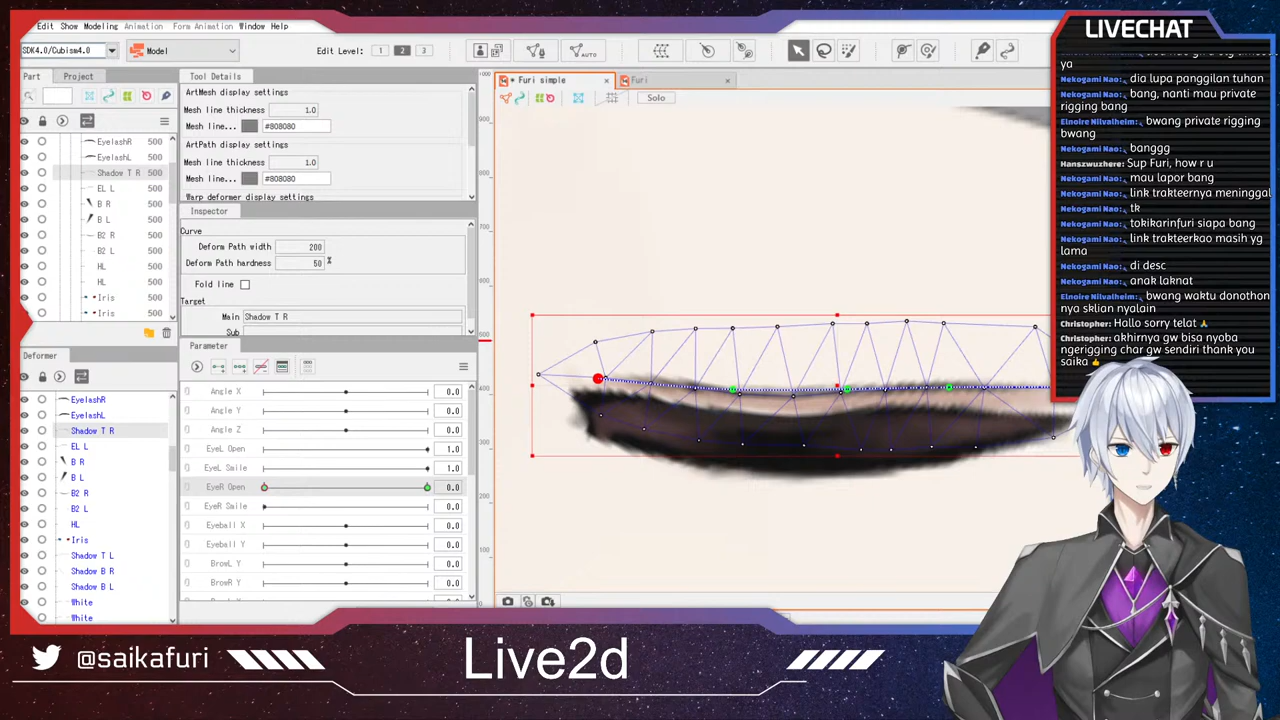 Edit Show Modeling Animation Form Animation Window Help
SDK4.0/Cubism4.0
Model
Edit Level: 1 2 3
AUTO
Part Project
EyelashR 500
EyelashL 500
Shadow T R 500
EL L 500
B R 500
B L 500
B2 R 500
B2 L 500
HL 500
HL 500
Iris 500
Iris 500
Deformer
EyelashR
EyelashL
Shadow T R
EL L
B R
B L
B2 R
B2 L
HL
Iris
Shadow T L
Shadow B R
Shadow B L
White
White
Tool Details
ArtMesh display settings
Mesh line thickness 1.0
Mesh line... #808080
ArtPath display settings
Mesh line thickness 1.0
Mesh line... #808080
Warp deformer display settings
Inspector
Curve
Deform Path width 200
Deform Path hardness 50
Fold line
Target
Main Shadow T R
Sub
Parameter
Angle X 0.0
Angle Y 0.0
Angle Z 0.0
EyeL Open 1.0
EyeL Smile 1.0
EyeR Open 0.0
EyeR Smile 0.0
Eyeball X 0.0
Eyeball Y 0.0
BrowL Y 0.0
BrowR Y 0.0
* Furi simple
Furi
Solo
LIVECHAT
ya
Nekogami Nao: dia lupa panggilan tuhan
Nekogami Nao: bang, nanti mau private
rigging bang
Elnoire Nilvalheim: bwang private rigging
bwang
Nekogami Nao: banggg
Hanszwuxhere: Sup Furi, how r u
Nekogami Nao: mau lapor bang
Nekogami Nao: link trakteernya meninggal
Nekogami Nao: tk
Nekogami Nao: tokikarinfuri siapa bang
Nekogami Nao: link trakteerkao masih yg
lama
Nekogami Nao: di desc
Nekogami Nao: anak laknat
Elnoire Nilvalheim: bwang waktu donothon
nya sklian nyalain
Christopher: Hallo sorry telat 🙏
Christopher: akhirnya gw bisa nyoba
ngerigging char gw sendiri thank you
saika 👍
@saikafuri
Live2d